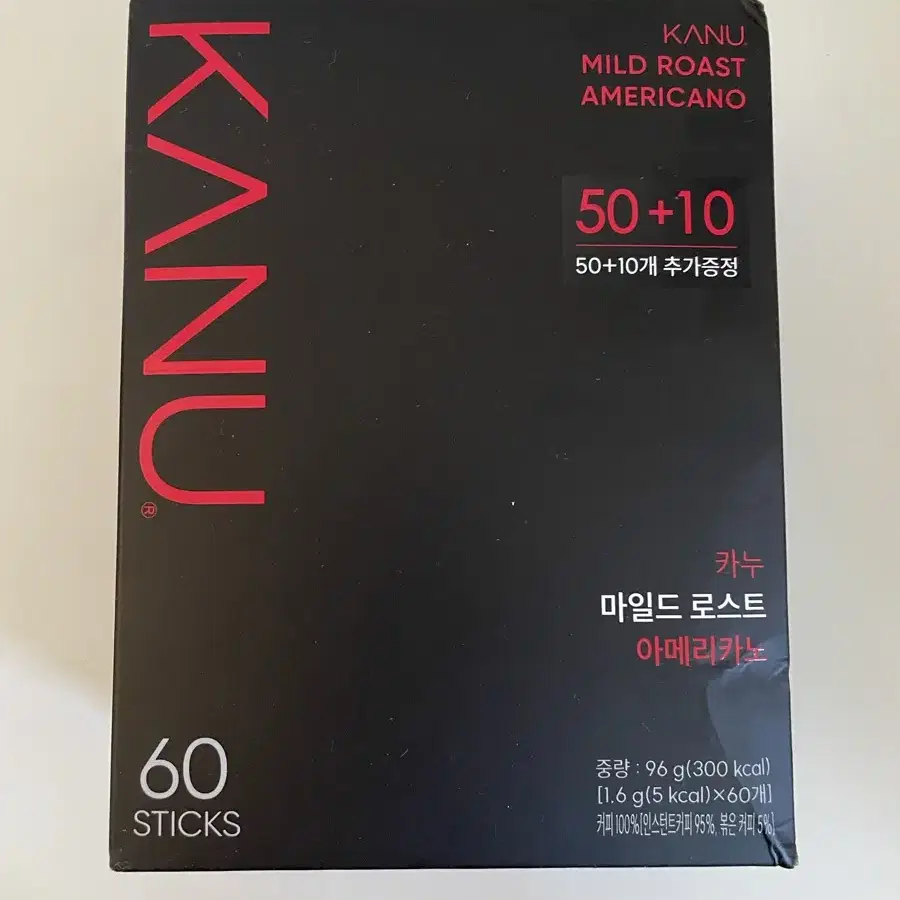 KANU®
KANU
MILD ROAST
AMERICANO
50+10
50+10개 추가증정
카누
마일드 로스트
아메리카노
60
STICKS
중량 : 96 g(300 kcal)
[1.6 g(5 kcal)×60개]
커피 100%[인스턴트커피 95%, 볶은 커피 5%]